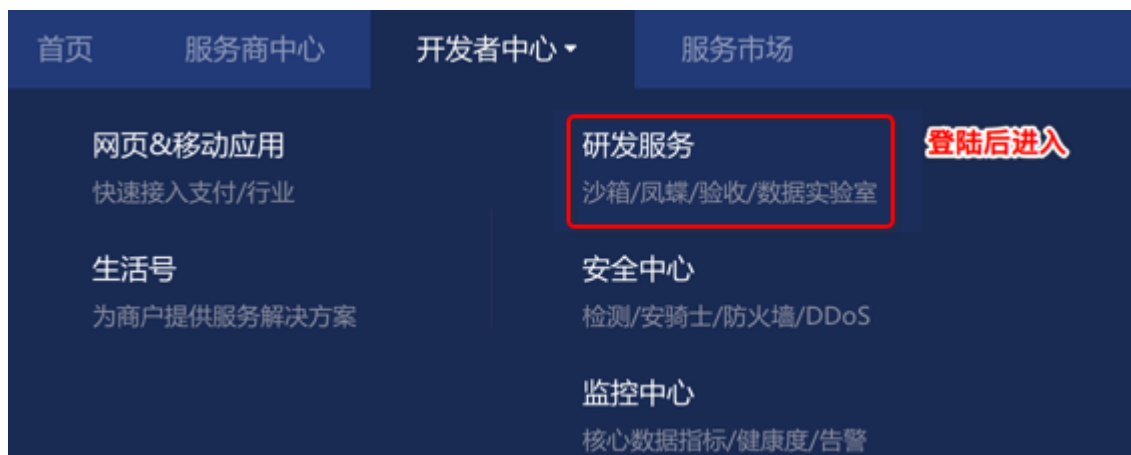 首页 服务商中心 开发者中心 服务市场
网页&移动应用
快速接入支付/行业
生活号
为商户提供服务解决方案
研发服务
沙箱/凤蝶/验收/数据实验室
登陆后进入
安全中心
检测/安骑士/防火墙/DDoS
监控中心
核心数据指标/健康度/告警